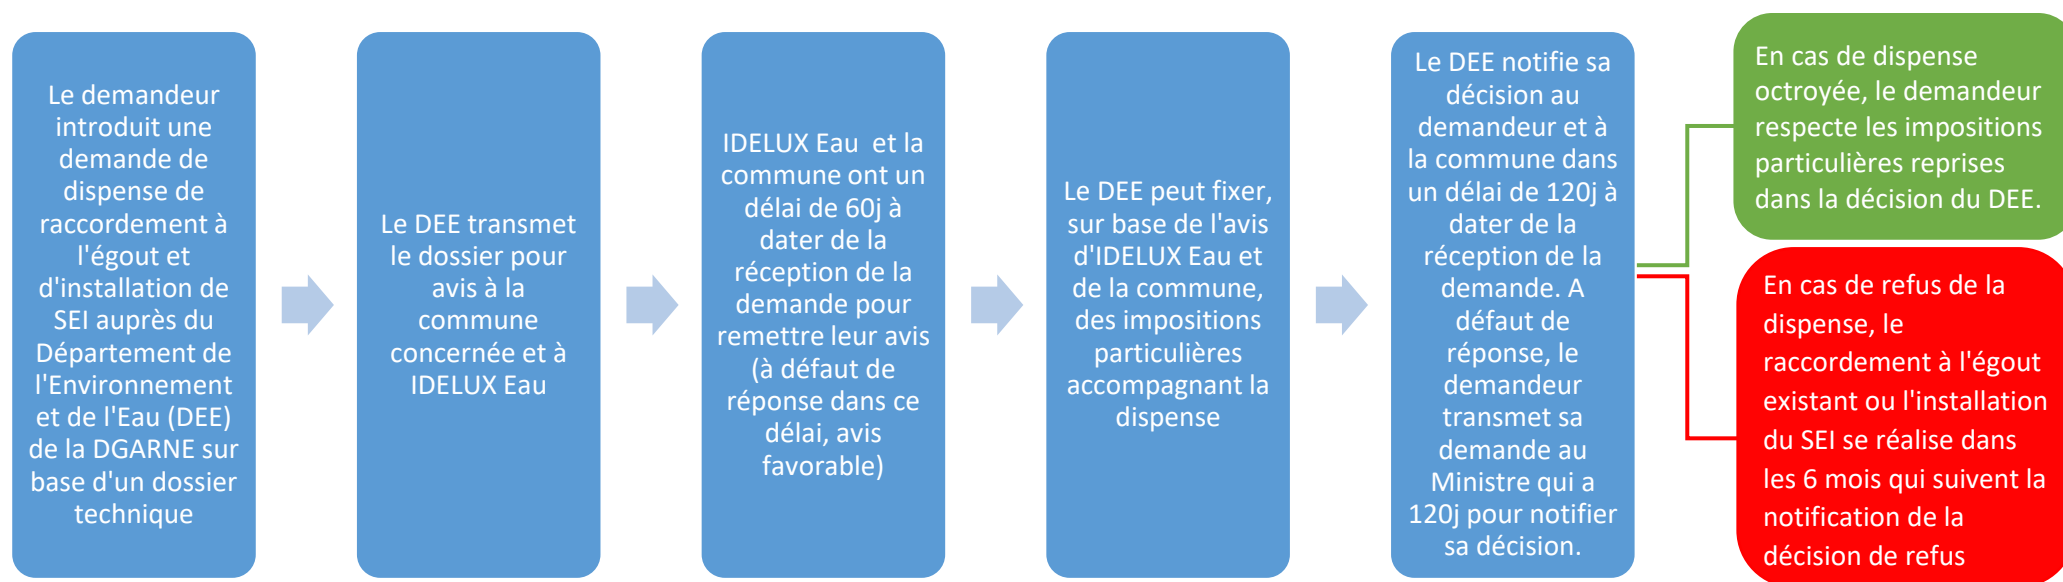 Le demandeur
introduit une
demande de
dispense de
raccordement à
l'égout et
d'installation de
SEI auprès du
Département de
l'Environnement
et de l'Eau (DEE)
de la DGARNE sur
base d'un dossier
technique
Le DEE transmet
le dossier pour
avis à la
commune
concernée et à
IDELUX Eau
IDELUX Eau  et la
commune ont un
délai de 60j à
dater de la
réception de la
demande pour
remettre leur avis
(à défaut de
réponse dans ce
délai, avis
favorable)
Le DEE peut fixer,
sur base de l'avis
d'IDELUX Eau et
de la commune,
des impositions
particulières
accompagnant la
dispense
Le DEE notifie sa
décision au
demandeur et à
la commune dans
un délai de 120j à
dater de la
réception de la
demande. A
défaut de
réponse, le
demandeur
transmet sa
demande au
Ministre qui a
120j pour notifier
sa décision.
En cas de dispense
octroyée, le demandeur
respecte les impositions
particulières reprises
dans la décision du DEE.
En cas de refus de la
dispense, le
raccordement à l'égout
existant ou l'installation
du SEI se réalise dans
les 6 mois qui suivent la
notification de la
décision de refus